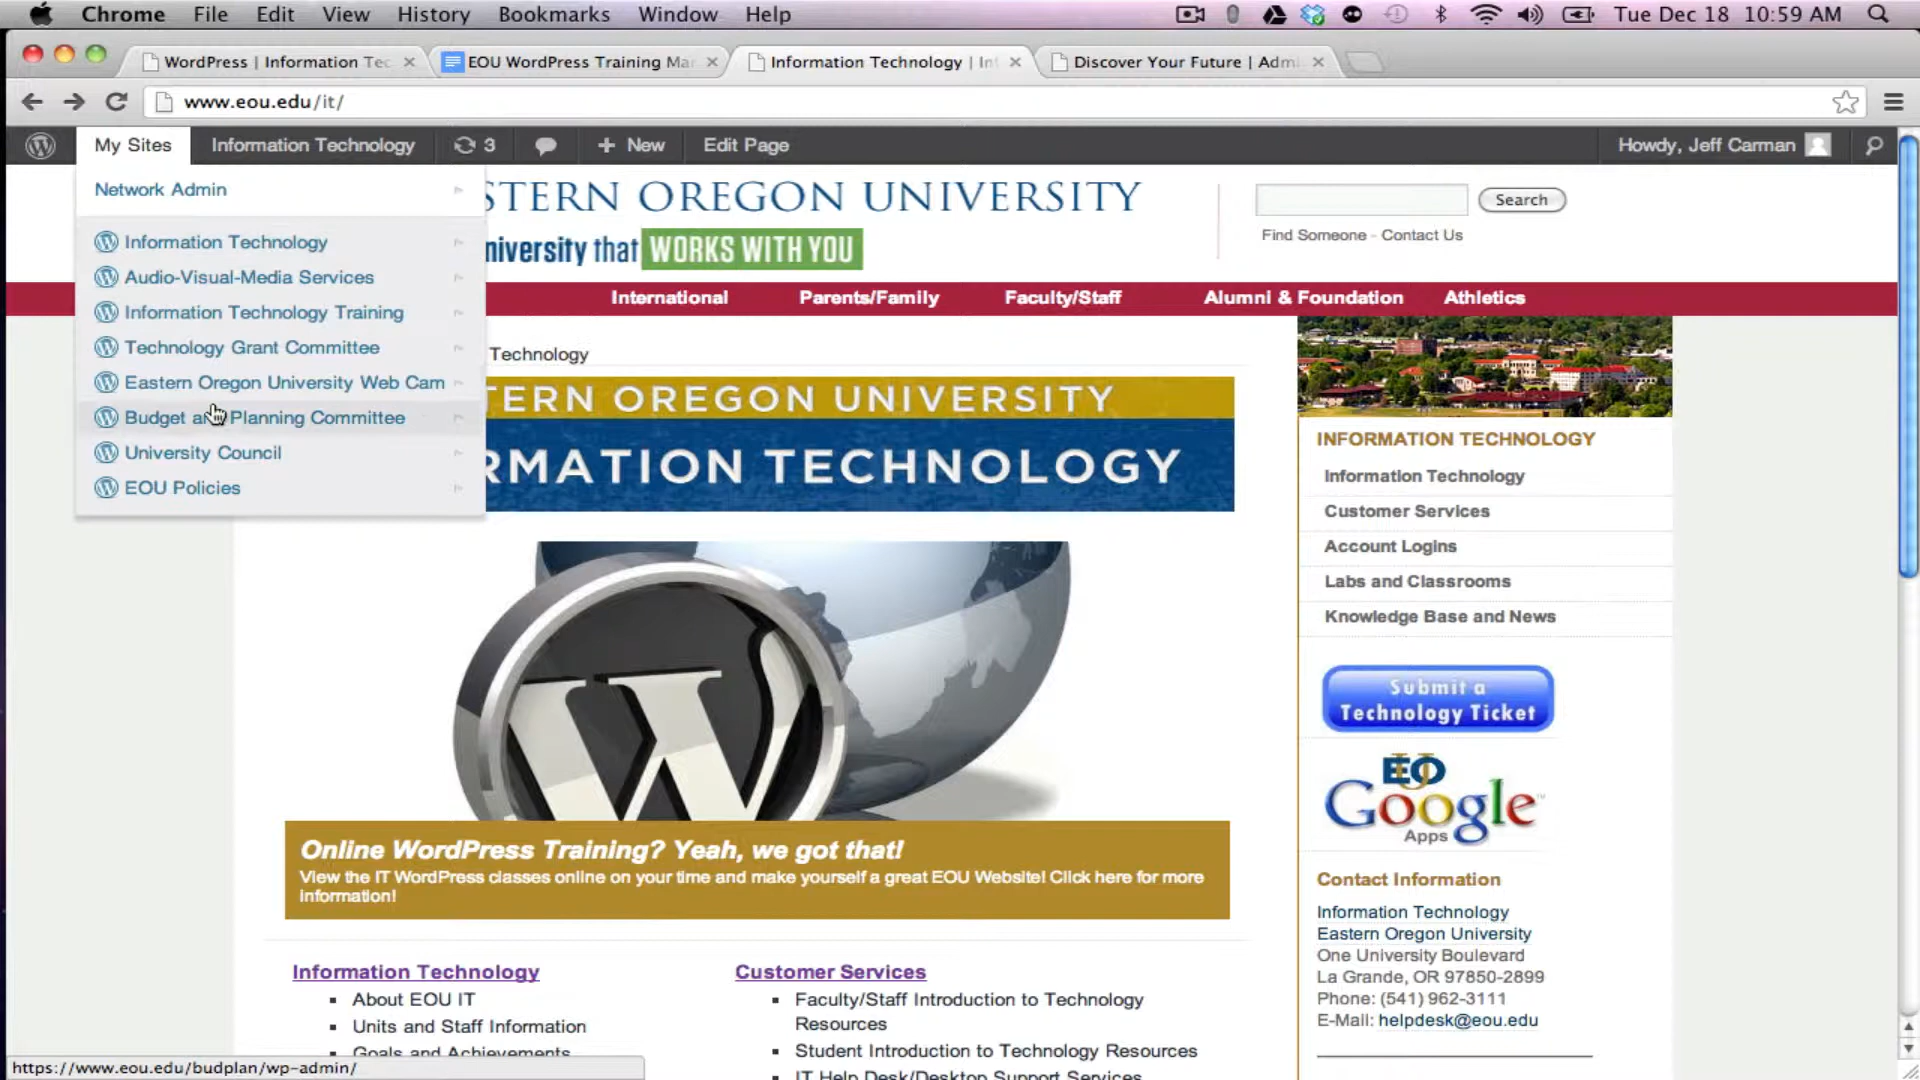 Chrome File Edit View History Bookmarks Window Help Tue Dec 18 10:59 AM
WordPress | Information Tec
EOU WordPress Training Ma
Information Technology | In
Discover Your Future | Adm
www.eou.edu/it/
My Sites Information Technology 3 + New Edit Page Howdy, Jeff Carman
Network Admin
Information Technology
Audio-Visual-Media Services
Information Technology Training
Technology Grant Committee
Eastern Oregon University Web Cam
Budget and Planning Committee
University Council
EOU Policies
STERN OREGON UNIVERSITY
niversity that WORKS WITH YOU
Search
Find Someone - Contact Us
International Parents/Family Faculty/Staff Alumni & Foundation Athletics
Technology
TERN OREGON UNIVERSITY
RMATION TECHNOLOGY
W
Online WordPress Training? Yeah, we got that!
View the IT WordPress classes online on your time and make yourself a great EOU Website! Click here for more
information!
Information Technology
About EOU IT
Units and Staff Information
Goals and Achievements
Customer Services
Faculty/Staff Introduction to Technology
Resources
Student Introduction to Technology Resources
IT Help Desk/Desktop Support Services
INFORMATION TECHNOLOGY
Information Technology
Customer Services
Account Logins
Labs and Classrooms
Knowledge Base and News
Submit a
Technology Ticket
EOU
Google
Apps
Contact Information
Information Technology
Eastern Oregon University
One University Boulevard
La Grande, OR 97850-2899
Phone: (541) 962-3111
E-Mail: helpdesk@eou.edu
https://www.eou.edu/budplan/wp-admin/